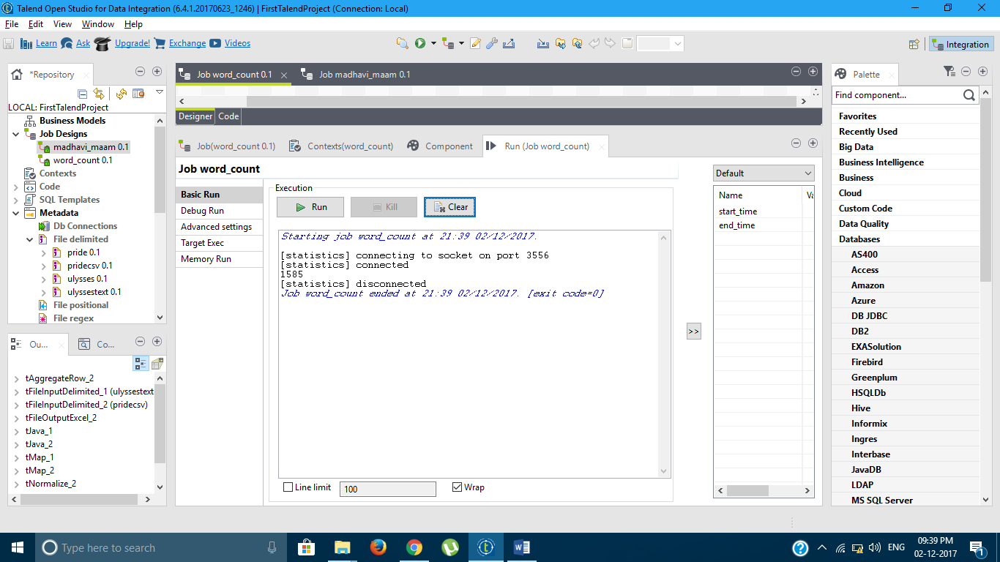 Talend Open Studio for Data Integration (6.4.1.20170623_1246) | FirstTalendProject (Connection: Local)
File Edit View Window Help
Learn Ask Upgrade! Exchange Videos
Integration
*Repository
LOCAL: FirstTalendProject
Business Models
Job Designs
madhavi_maam 0.1
word_count 0.1
Contexts
Code
SQL Templates
Metadata
Db Connections
File delimited
pride 0.1
pridecsv 0.1
ulysses 0.1
ulyssestext 0.1
File positional
File regex
Ou...
Co...
tAggregateRow_2
tFileInputDelimited_1 (ulyssestext
tFileInputDelimited_2 (pridecsv)
tFileOutputExcel_2
tJava_1
tJava_2
tMap_1
tMap_2
tNormalize_2
Job word_count 0.1
Job madhavi_maam 0.1
Designer Code
Job(word_count 0.1)
Contexts(word_count)
Component
Run (Job word_count)
Job word_count
Basic Run
Debug Run
Advanced settings
Target Exec
Memory Run
Execution
Run
Kill
Clear
Starting job word_count at 21:39 02/12/2017.
[statistics] connecting to socket on port 3556
[statistics] connected
1585
[statistics] disconnected
Job word_count ended at 21:39 02/12/2017. [exit code=0]
Line limit
100
Wrap
>>
Default
Name
Va
start_time
end_time
Palette
Find component...
Favorites
Recently Used
Big Data
Business Intelligence
Business
Cloud
Custom Code
Data Quality
Databases
AS400
Access
Amazon
Azure
DB JDBC
DB2
EXASolution
Firebird
Greenplum
HSQLDb
Hive
Informix
Ingres
Interbase
JavaDB
LDAP
MS SQL Server
Type here to search
ENG
09:39 PM
02-12-2017
1